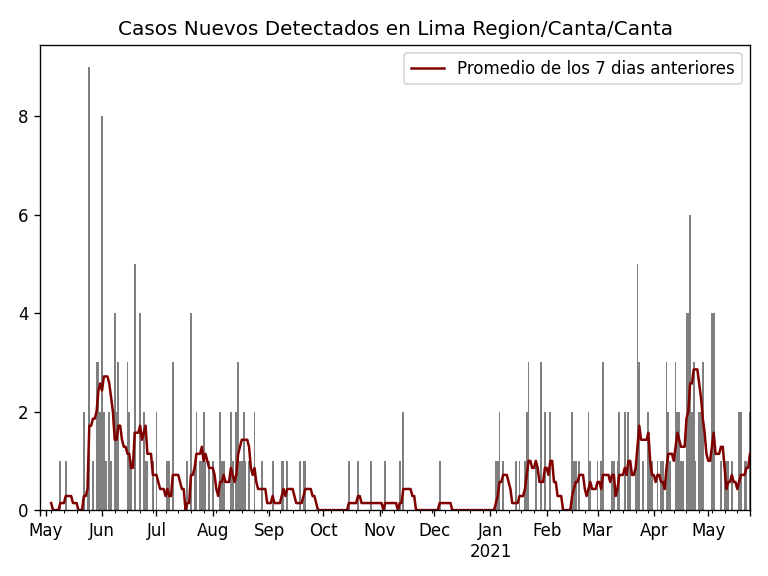 Casos Nuevos Detectados en Lima Region/Canta/Canta
Promedio de los 7 dias anteriores
8
6
4
2
0
May Jun Jul Aug Sep Oct Nov Dec Jan Feb Mar Apr May
2021